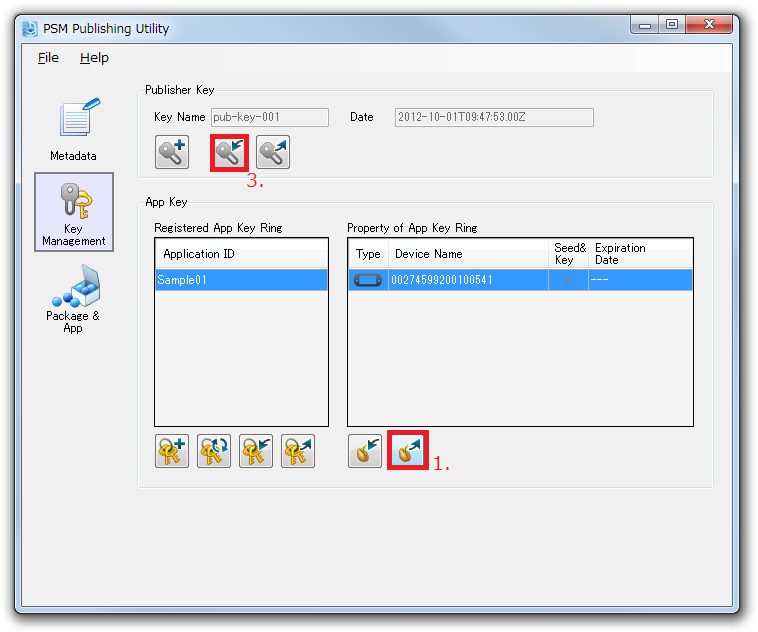 PSM Publishing Utility
File Help
Publisher Key
Key Name pub-key-001 Date 2012-10-01T09:47:53.00Z
3.
Metadata
Key
Management
Package &
App
App Key
Registered App Key Ring
Application ID
Sample01
Property of App Key Ring
Type Device Name Seed& Key Expiration Date
00274599200100541 — ---
1.